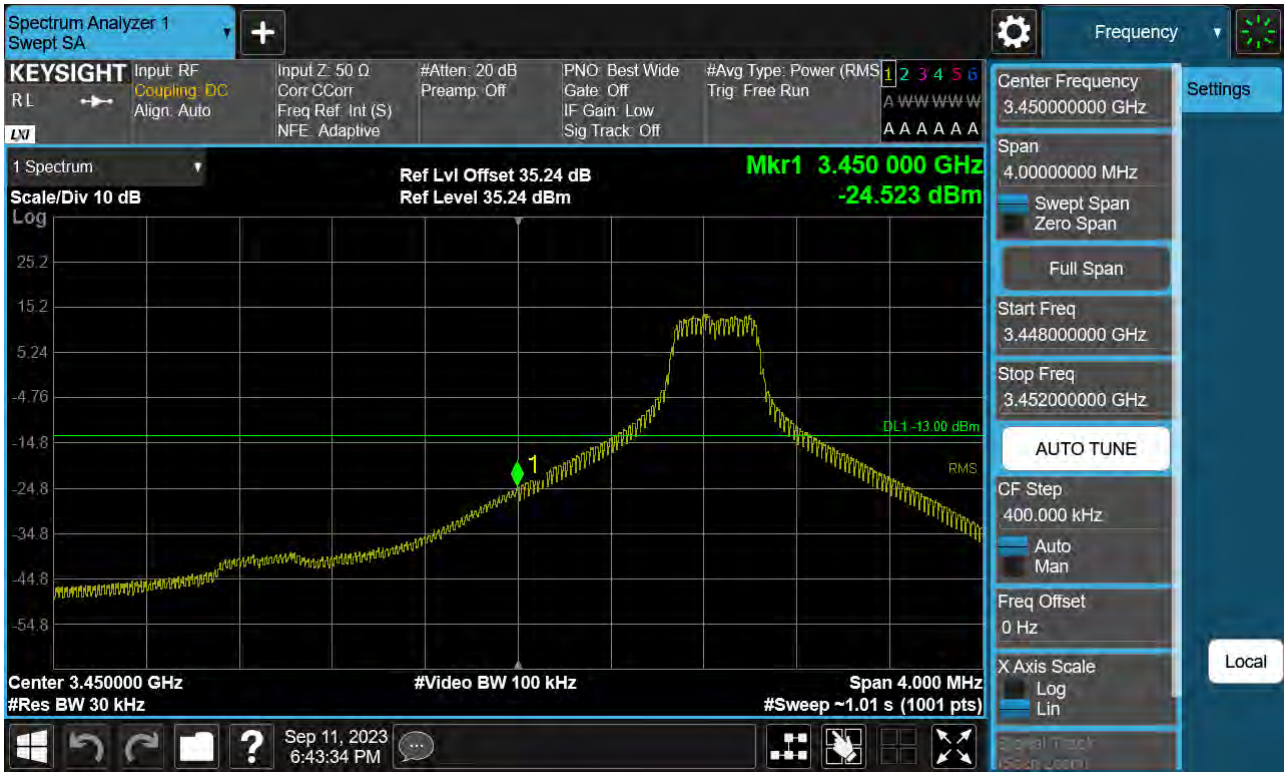 Spectrum Analyzer 1
Swept SA
+
Frequency
KEYSIGHT
RL
LXI
Input: RF
Coupling: DC
Align: Auto
Input Z: 50 Ω
Corr CCorr
Freq Ref: Int (S)
NFE: Adaptive
#Atten: 20 dB
Preamp: Off
PNO: Best Wide
Gate: Off
IF Gain: Low
Sig Track: Off
#Avg Type: Power (RMS
Trig: Free Run
1 2 3 4 5 6
A W W W W W
A A A A A A
1 Spectrum
Scale/Div 10 dB
Log
Ref Lvl Offset 35.24 dB
Ref Level 35.24 dBm
Mkr1 3.450 000 GHz
-24.523 dBm
25.2
15.2
5.24
-4.76
-14.8
-24.8
-34.8
-44.8
-54.8
1
DL1 -13.00 dBm
RMS
Center 3.450000 GHz
#Res BW 30 kHz
#Video BW 100 kHz
Span 4.000 MHz
#Sweep ~1.01 s (1001 pts)
Center Frequency
3.450000000 GHz
Settings
Span
4.00000000 MHz
Swept Span
Zero Span
Full Span
Start Freq
3.448000000 GHz
Stop Freq
3.452000000 GHz
AUTO TUNE
CF Step
400.000 kHz
Auto
Man
Freq Offset
0 Hz
X Axis Scale
Log
Lin
Local
Signal Track
(Span Zoom)
?
Sep 11, 2023
6:43:34 PM